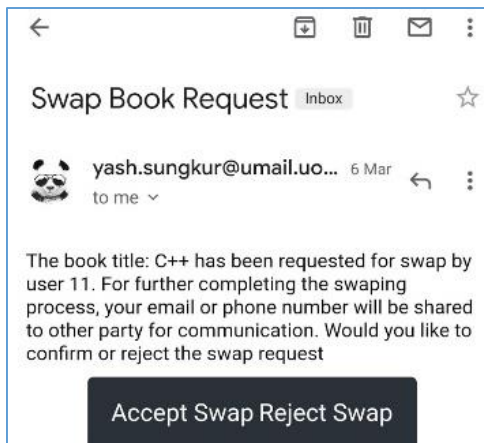 Swap Book Request Inbox
yash.sungkur@umail.uo... 6 Mar
to me
The book title: C++ has been requested for swap by
user 11. For further completing the swaping
process, your email or phone number will be shared
to other party for communication. Would you like to
confirm or reject the swap request
Accept Swap Reject Swap